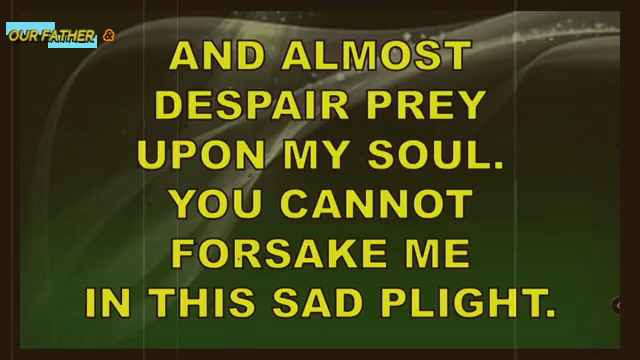 OUR FATHER &
AND ALMOST
DESPAIR PREY
UPON MY SOUL.
YOU CANNOT
FORSAKE ME
IN THIS SAD PLIGHT.